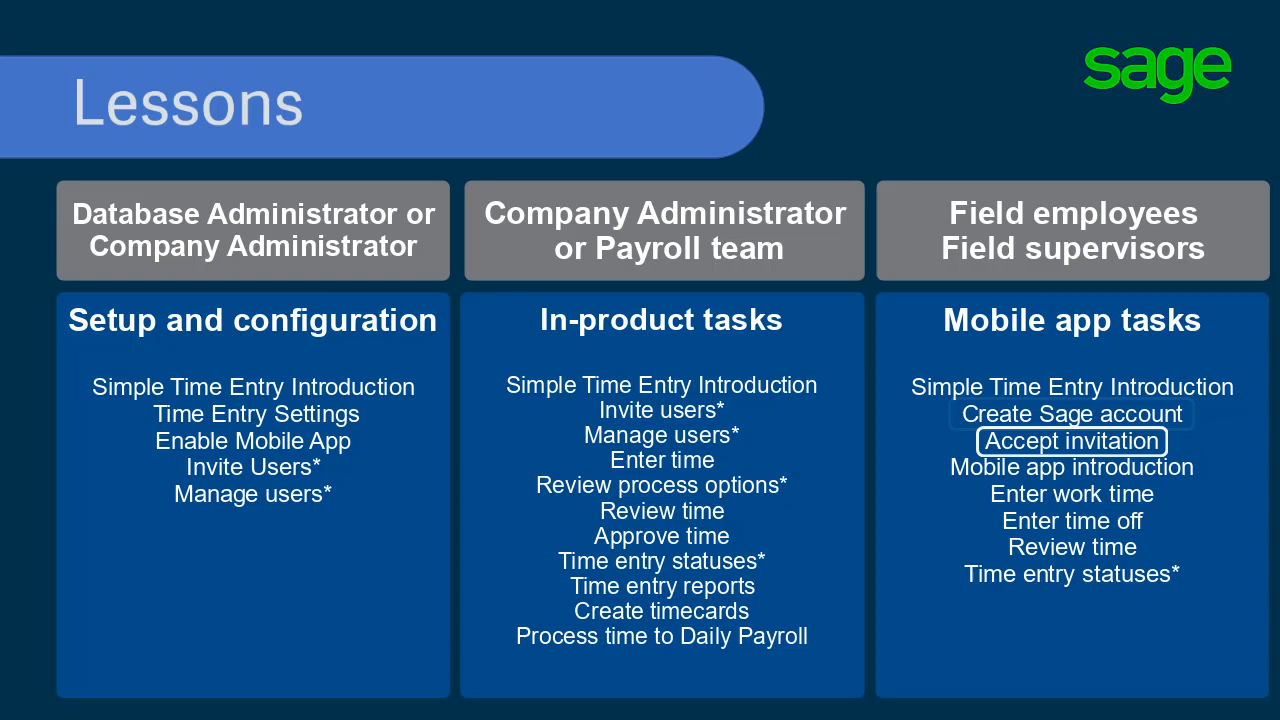 Lessons
sage
Database Administrator or
Company Administrator
Setup and configuration
Simple Time Entry Introduction
Time Entry Settings
Enable Mobile App
Invite Users*
Manage users*
Company Administrator
or Payroll team
In-product tasks
Simple Time Entry Introduction
Invite users*
Manage users*
Enter time
Review process options*
Review time
Approve time
Time entry statuses*
Time entry reports
Create timecards
Process time to Daily Payroll
Field employees
Field supervisors
Mobile app tasks
Simple Time Entry Introduction
Create Sage account
Accept invitation
Mobile app introduction
Enter work time
Enter time off
Review time
Time entry statuses*